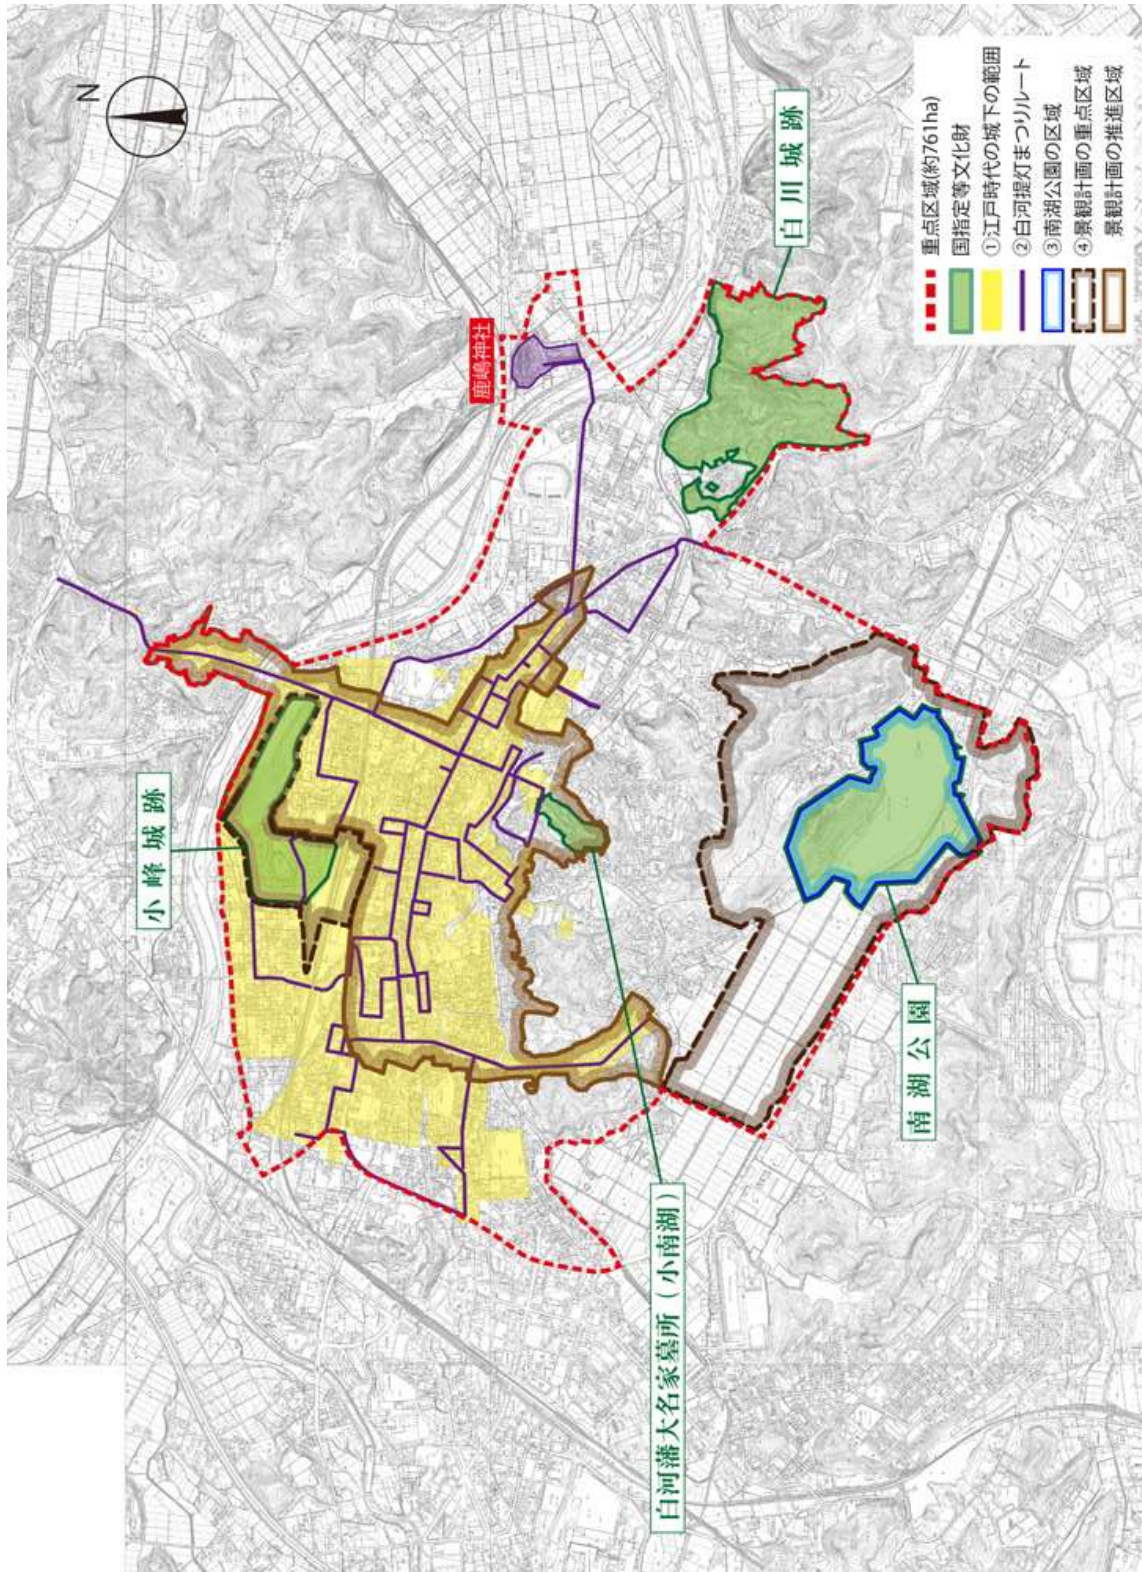 N
小峰城跡
鹿嶋神社
白川城跡
白河藩大名家墓所(小南湖)
南湖公園
重点区域(約761ha)
国指定等文化財
①江戸時代の城下の範囲
②白河提灯まつりルート
③南湖公園の区域
④景観計画の重点区域
景観計画の推進区域